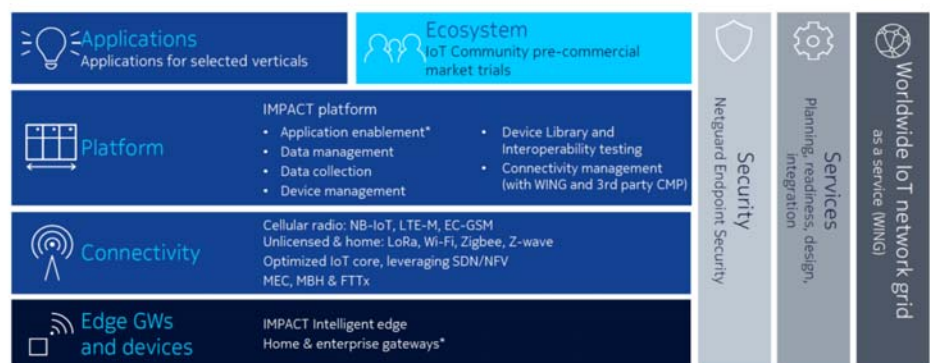 Applications
Applications for selected verticals
Ecosystem
IoT Community pre-commercial
market trials
Platform
IMPACT platform
• Application enablement*
• Data management
• Data collection
• Device management
• Device Library and
Interoperability testing
• Connectivity management
(with WING and 3rd party CMP)
Connectivity
Cellular radio: NB-IoT, LTE-M, EC-GSM
Unlicensed & home: LoRa, Wi-Fi, Zigbee, Z-wave
Optimized IoT core, leveraging SDN/NFV
MEC, MBH & FTTx
Edge GWs
and devices
IMPACT Intelligent edge
Home & enterprise gateways*
Security
Netguard Endpoint Security
Services
Planning, readiness, design,
integration
Worldwide IoT network grid
as a service (WING)